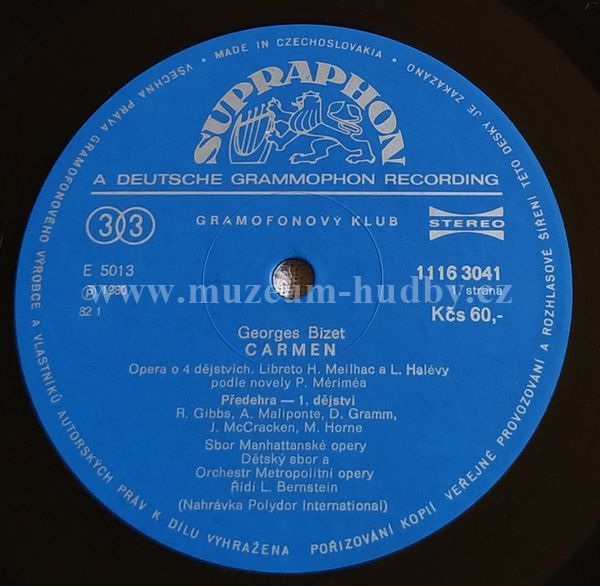 VŠECHNA PRÁVA GRAMOFONOVÉHO VÝROBCE A VLASTNÍKŮ AUTORSKÝCH PRÁV K DÍLU VYHRAŽENA
• MADE IN CZECHOSLOVAKIA •
POŘIZOVÁNÍ KOPIÍ VEŘEJNÉ PROVOZOVÁNÍ A ROZHLASOVÉ ŠÍŘENÍ TÉTO DESKY JE ZAKÁZÁNO
SUPRAPHON
A DEUTSCHE GRAMMOPHON RECORDING
33
GRAMOFONOVÝ KLUB
STEREO
E 5013
1116 3041
℗ 1980
1. strana
82 1
Kčs 60,-
www.muzeum-hudby.cz
Georges Bizet
CARMEN
Opera o 4 dějstvích. Libreto H. Meilhac a L. Halévy
podle novely P. Mériméa
Předehra — 1. dějství
R. Gibbs, A. Maliponte, D. Gramm,
J. McCracken, M. Horne
Sbor Manhattanské opery
Dětský sbor a
Orchestr Metropolitní opery
Řídí L. Bernstein
(Nahrávka Polydor International)